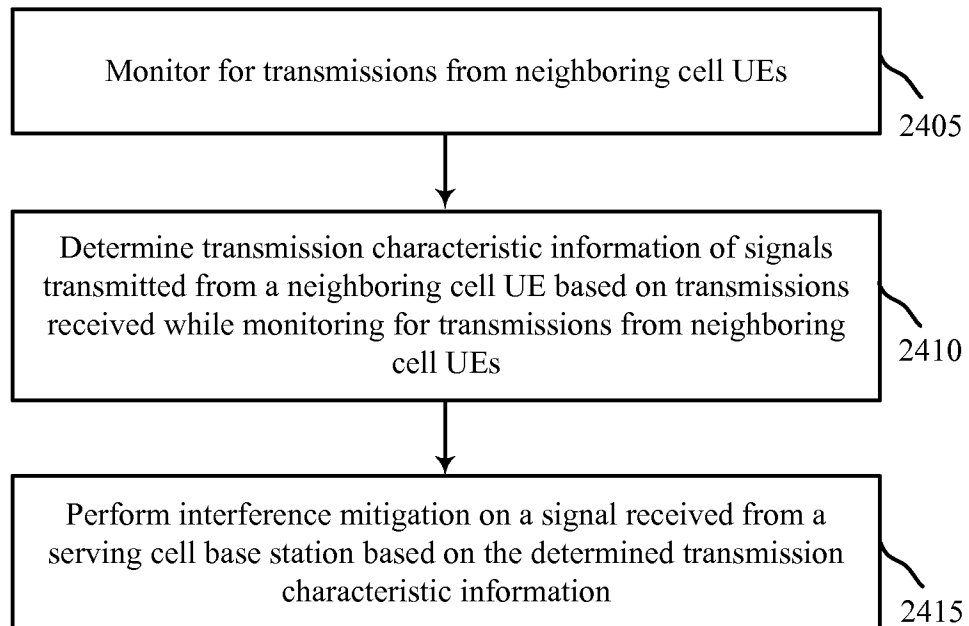 Monitor for transmissions from neighboring cell UEs
2405
Determine transmission characteristic information of signals
transmitted from a neighboring cell UE based on transmissions
received while monitoring for transmissions from neighboring
cell UEs
2410
Perform interference mitigation on a signal received from a
serving cell base station based on the determined transmission
characteristic information
2415